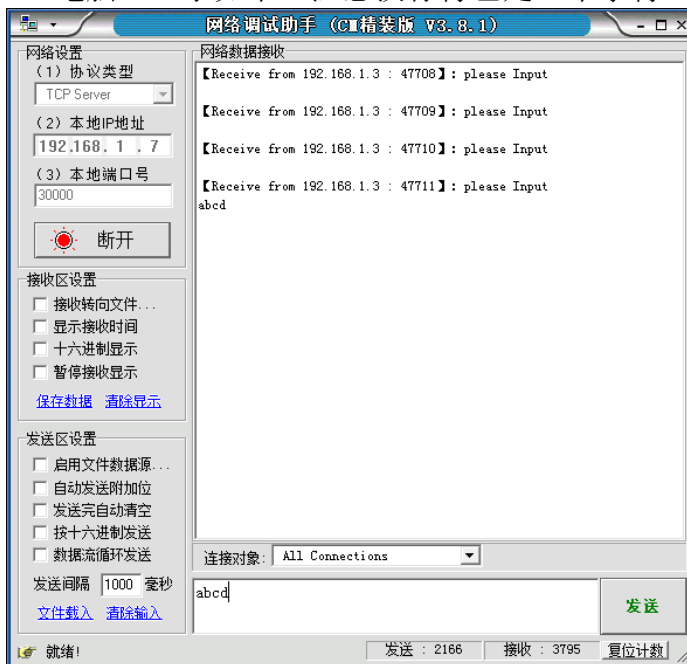 网络调试助手 (CⅢ精装版 V3.8.1)
网络设置
(1) 协议类型
TCP Server
(2) 本地IP地址
192.168. 1 . 7
(3) 本地端口号
30000
断开
接收区设置
接收转向文件...
显示接收时间
十六进制显示
暂停接收显示
保存数据 清除显示
发送区设置
启用文件数据源...
自动发送附加位
发送完自动清空
按十六进制发送
数据流循环发送
发送间隔 1000 毫秒
文件载入 清除输入
网络数据接收
【Receive from 192.168.1.3 : 47708】: please Input
【Receive from 192.168.1.3 : 47709】: please Input
【Receive from 192.168.1.3 : 47710】: please Input
【Receive from 192.168.1.3 : 47711】: please Input
abcd
连接对象: All Connections
abcd
发送
就绪!
发送 : 2166
接收 : 3795
复位计数